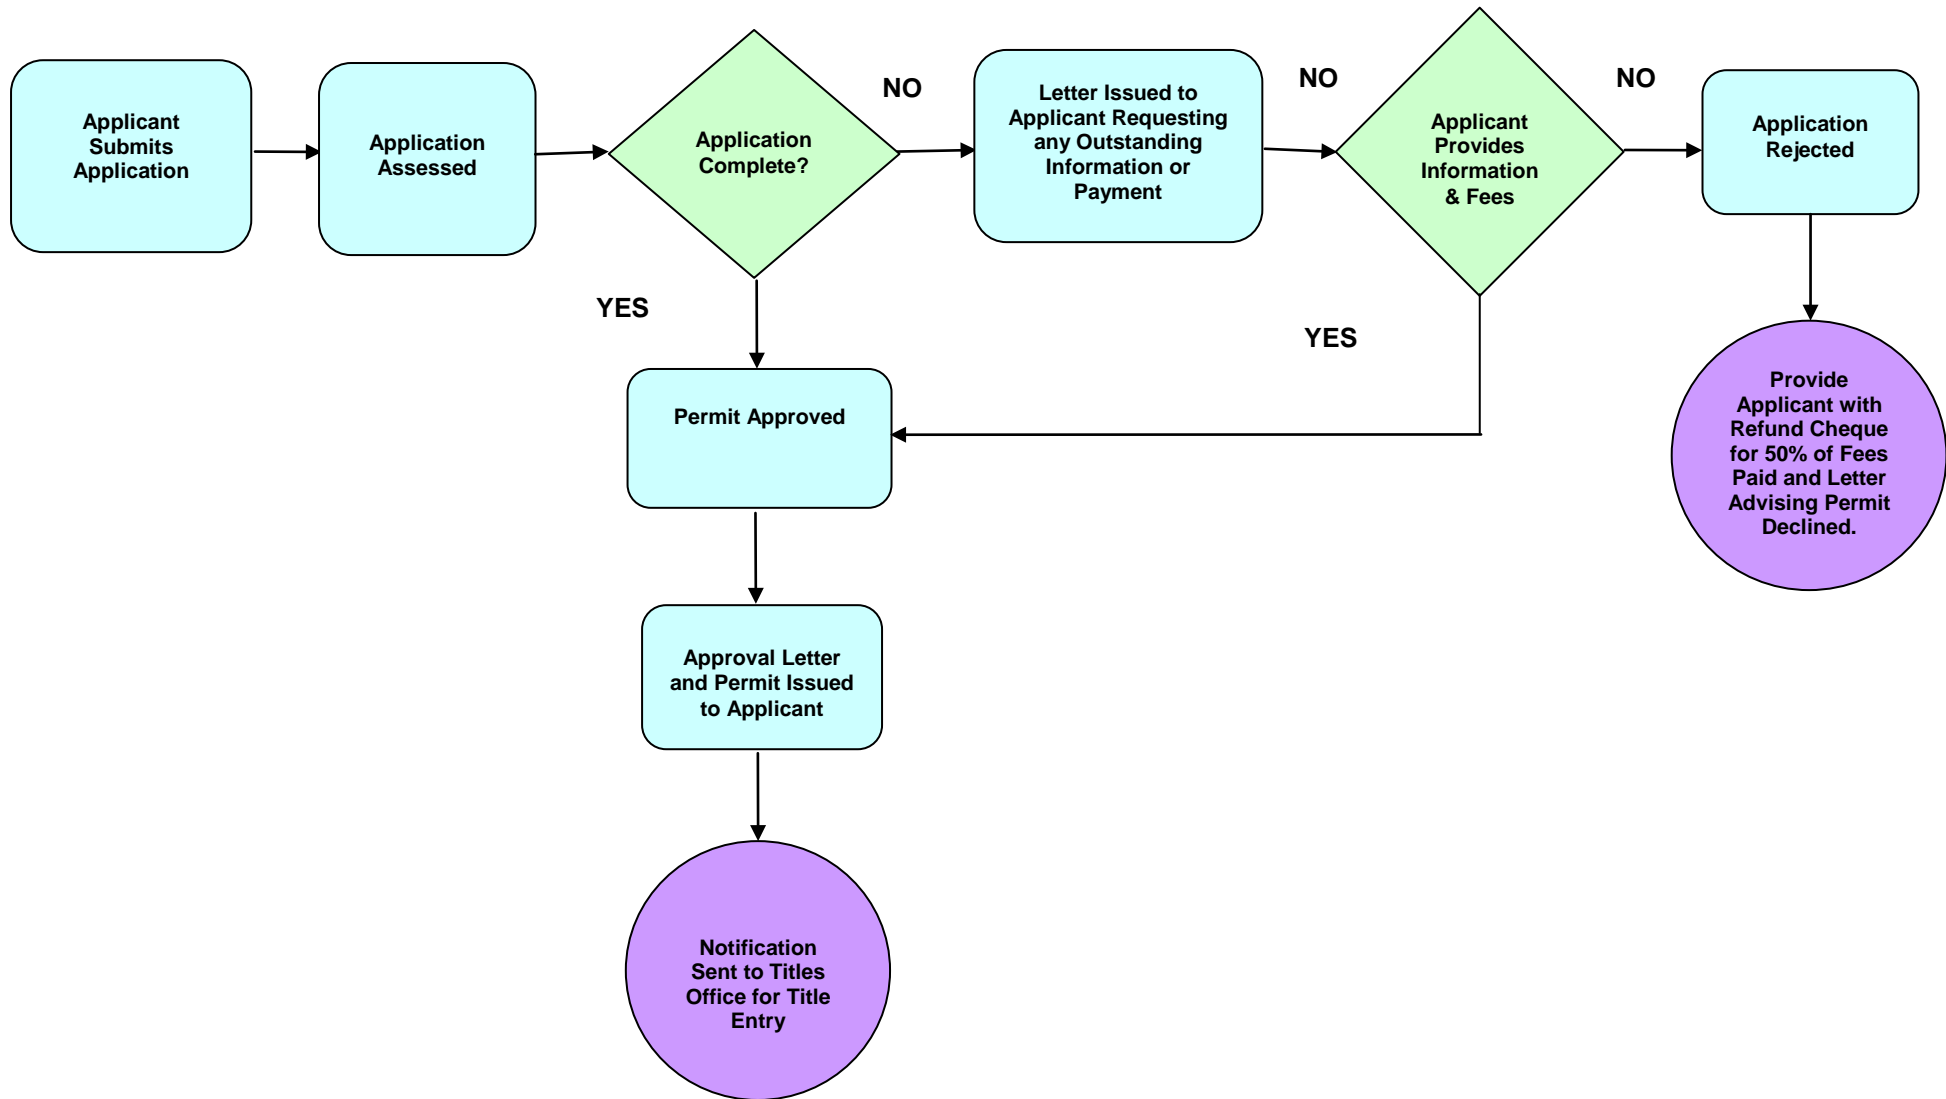 Applicant
Submits
Application
Application
Assessed
Application
Complete?
NO
Letter Issued to
Applicant Requesting
any Outstanding
Information or
Payment
NO
Applicant
Provides
Information
& Fees
NO
Application
Rejected
YES
YES
Permit Approved
Provide
Applicant with
Refund Cheque
for 50% of Fees
Paid and Letter
Advising Permit
Declined.
Approval Letter
and Permit Issued
to Applicant
Notification
Sent to Titles
Office for Title
Entry